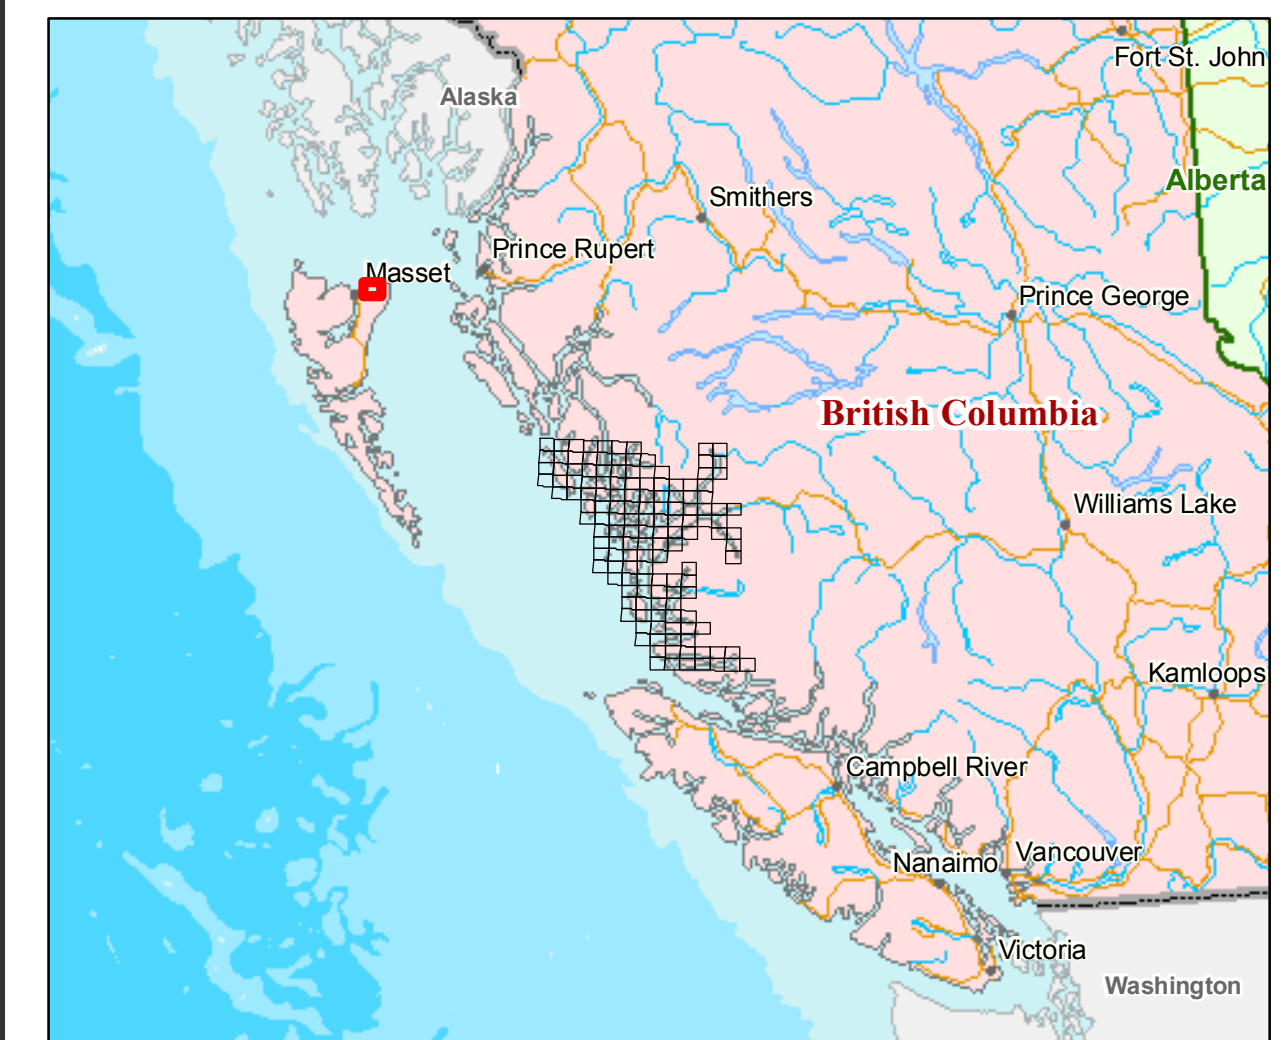 Fort St. John
Alaska
Alberta
Smithers
Prince Rupert
Masset
Prince George
British Columbia
Williams Lake
Kamloops
Campbell River
Vancouver
Nanaimo
Victoria
Washington